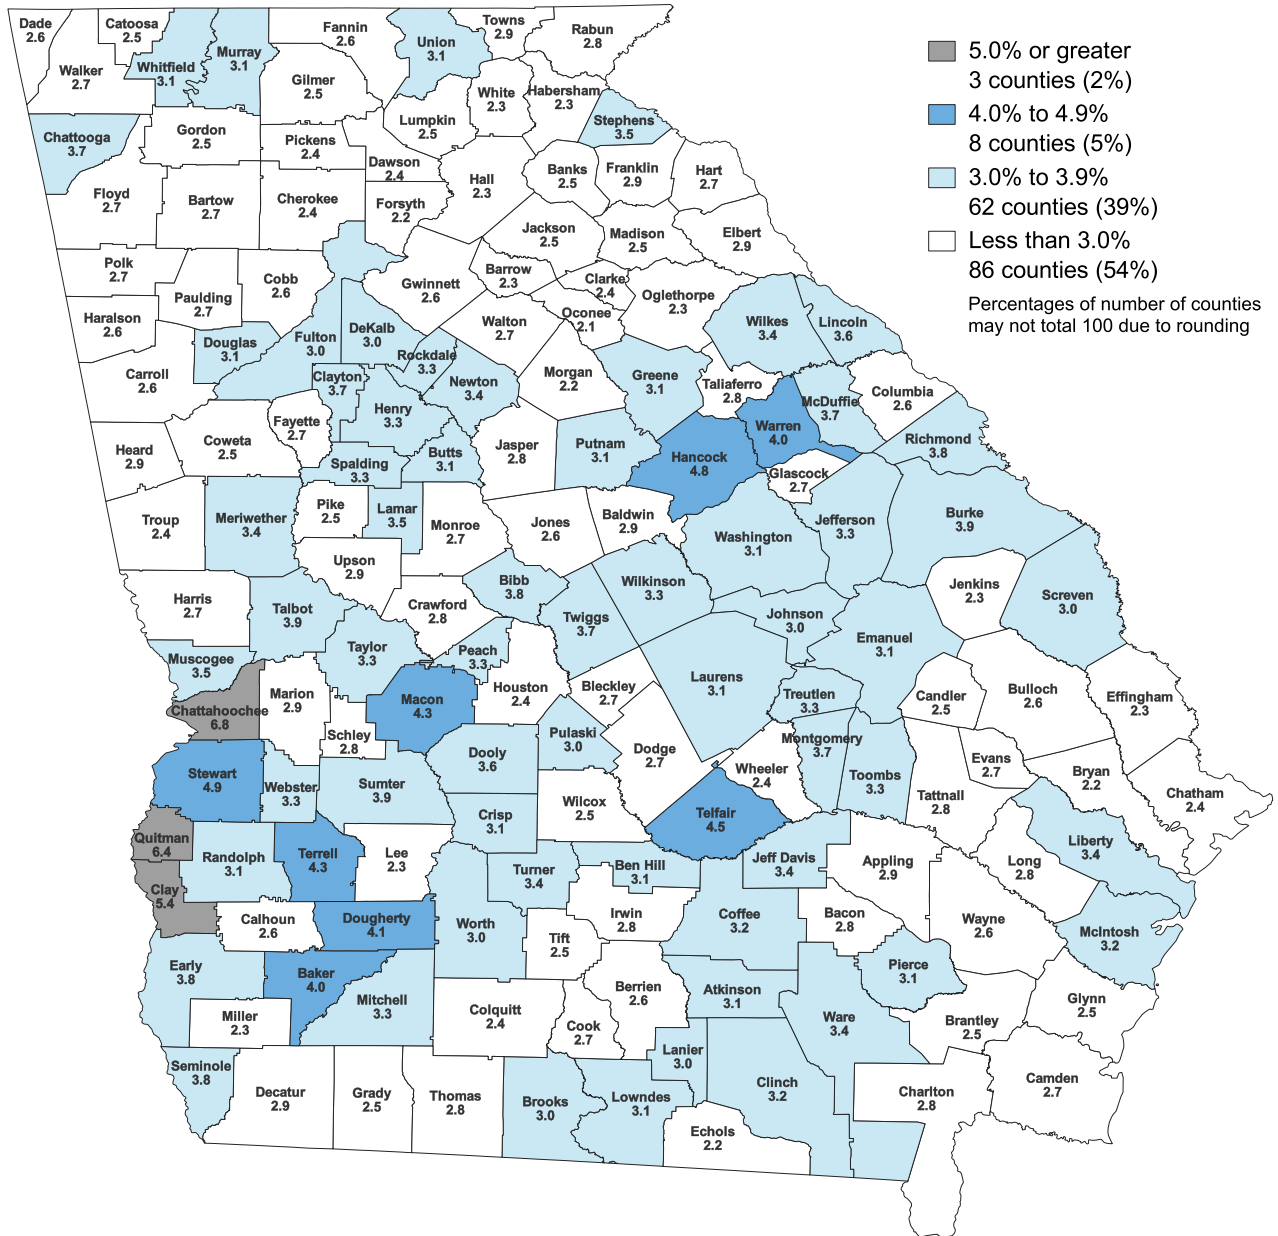 Dade
2.6
Catoosa
2.5
Walker
2.7
Whitfield
3.1
Murray
3.1
Fannin
2.6
Gilmer
2.5
Union
3.1
Towns
2.9
Rabun
2.8
White
2.3
Habersham
2.3
Lumpkin
2.5
Stephens
3.5
Chattooga
3.7
Gordon
2.5
Pickens
2.4
Dawson
2.4
Hall
2.3
Banks
2.5
Franklin
2.9
Hart
2.7
Floyd
2.7
Bartow
2.7
Cherokee
2.4
Forsyth
2.2
Jackson
2.5
Madison
2.5
Elbert
2.9
Polk
2.7
Paulding
2.7
Cobb
2.6
Gwinnett
2.6
Barrow
2.3
Clarke
2.4
Oconee
2.1
Oglethorpe
2.3
Haralson
2.6
Douglas
3.1
Fulton
3.0
DeKalb
3.0
Rockdale
3.3
Walton
2.7
Wilkes
3.4
Lincoln
3.6
Carroll
2.6
Clayton
3.7
Newton
3.4
Morgan
2.2
Greene
3.1
Taliaferro
2.8
McDuffie
3.7
Columbia
2.6
Henry
3.3
Fayette
2.7
Heard
2.9
Coweta
2.5
Spalding
3.3
Butts
3.1
Jasper
2.8
Putnam
3.1
Hancock
4.8
Warren
4.0
Glascock
2.7
Richmond
3.8
Troup
2.4
Meriwether
3.4
Pike
2.5
Lamar
3.5
Monroe
2.7
Jones
2.6
Baldwin
2.9
Washington
3.1
Jefferson
3.3
Burke
3.9
Upson
2.9
Jenkins
2.3
Screven
3.0
Harris
2.7
Talbot
3.9
Crawford
2.8
Bibb
3.8
Twiggs
3.7
Wilkinson
3.3
Johnson
3.0
Emanuel
3.1
Muscogee
3.5
Taylor
3.3
Peach
3.3
Chattahoochee
6.8
Marion
2.9
Schley
2.8
Macon
4.3
Houston
2.4
Bleckley
2.7
Laurens
3.1
Treutlen
3.3
Candler
2.5
Bulloch
2.6
Effingham
2.3
Stewart
4.9
Webster
3.3
Sumter
3.9
Dooly
3.6
Pulaski
3.0
Dodge
2.7
Wheeler
2.4
Montgomery
3.7
Toombs
3.3
Tattnall
2.8
Evans
2.7
Bryan
2.2
Chatham
2.4
Crisp
3.1
Wilcox
2.5
Telfair
4.5
Quitman
6.4
Randolph
3.1
Terrell
4.3
Lee
2.3
Turner
3.4
Ben Hill
3.1
Jeff Davis
3.4
Appling
2.9
Long
2.8
Liberty
3.4
Clay
5.4
Calhoun
2.6
Dougherty
4.1
Worth
3.0
Tift
2.5
Irwin
2.8
Coffee
3.2
Bacon
2.8
Wayne
2.6
McIntosh
3.2
Early
3.8
Baker
4.0
Mitchell
3.3
Berrien
2.6
Atkinson
3.1
Pierce
3.1
Miller
2.3
Colquitt
2.4
Cook
2.7
Ware
3.4
Brantley
2.5
Glynn
2.5
Seminole
3.8
Decatur
2.9
Grady
2.5
Thomas
2.8
Brooks
3.0
Lowndes
3.1
Lanier
3.0
Clinch
3.2
Echols
2.2
Charlton
2.8
Camden
2.7
5.0% or greater
3 counties (2%)
4.0% to 4.9%
8 counties (5%)
3.0% to 3.9%
62 counties (39%)
Less than 3.0%
86 counties (54%)
Percentages of number of counties
may not total 100 due to rounding